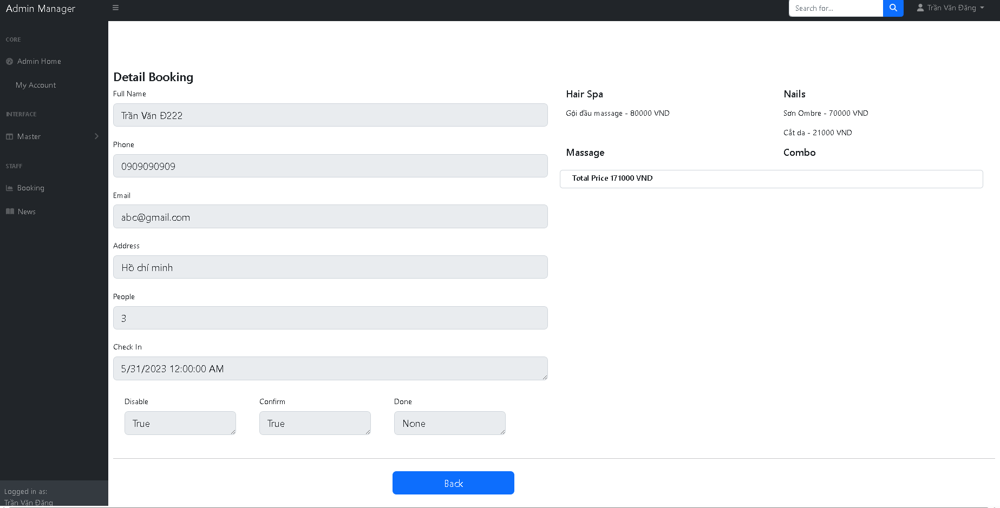 Admin Manager
Search for...
Trần Văn Đăng
CORE
Admin Home
My Account
INTERFACE
Master
STAFF
Booking
News
Logged in as:
Trần Văn Đăng
Detail Booking
Full Name
Trần Văn Đ222
Phone
0909090909
Email
abc@gmail.com
Address
Hồ chí minh
People
3
Check In
5/31/2023 12:00:00 AM
Disable
True
Confirm
True
Done
None
Hair Spa
Gội đầu massage - 80000 VND
Nails
Sơn Ombre - 70000 VND
Cắt da - 21000 VND
Massage
Combo
Total Price 171000 VND
Back